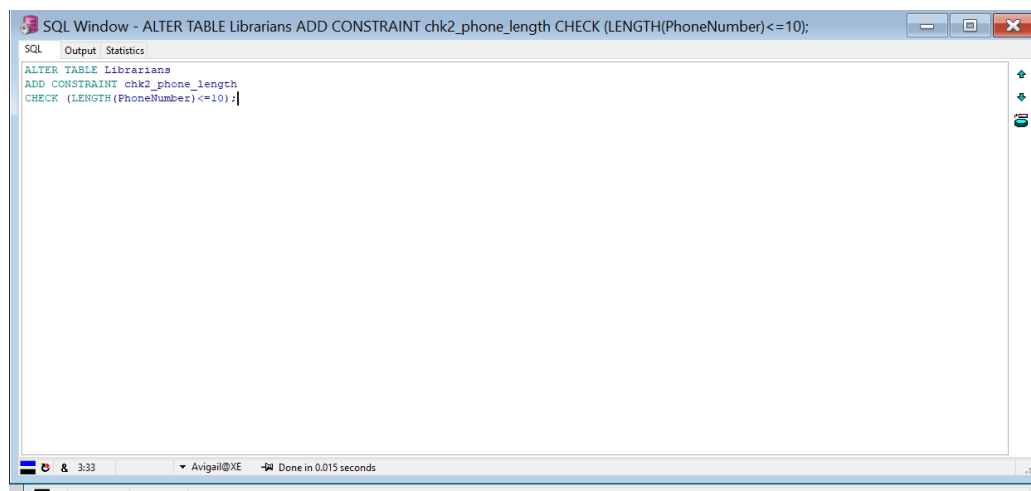 SQL Window - ALTER TABLE Librarians ADD CONSTRAINT chk2_phone_length CHECK (LENGTH(PhoneNumber)<=10);
SQL Output Statistics
ALTER TABLE Librarians
ADD CONSTRAINT chk2_phone_length
CHECK (LENGTH(PhoneNumber)<=10);
& 3:33 Avigail@XE Done in 0.015 seconds